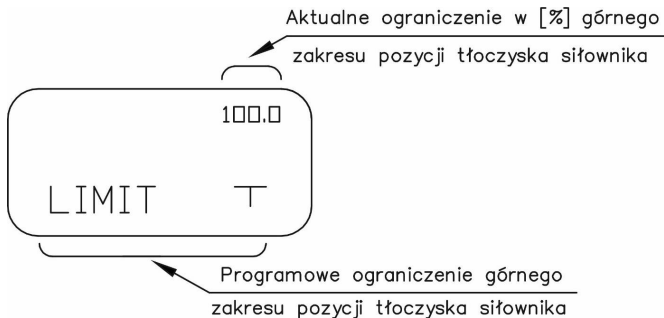 Aktualne ograniczenie w [%] górnego
zakresu pozycji tłoczyska siłownika
100.0
LIMIT T
Programowe ograniczenie górnego
zakresu pozycji tłoczyska siłownika